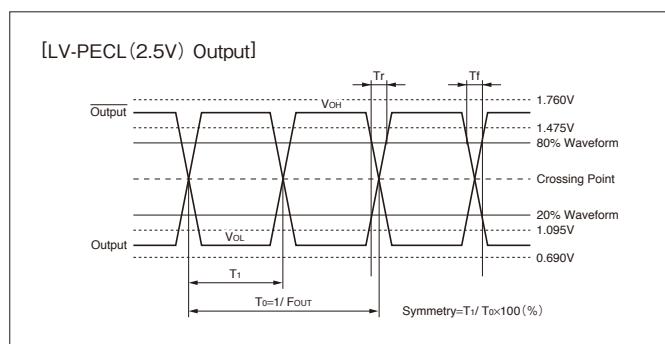 [LV-PECL(2.5V) Output]
Tr
Tf
Output
VOH
1.760V
1.475V
80% Waveform
Crossing Point
20% Waveform
1.095V
Output
VOL
0.690V
T1
T0=1/ FOUT
Symmetry=T1/ T0×100(%)